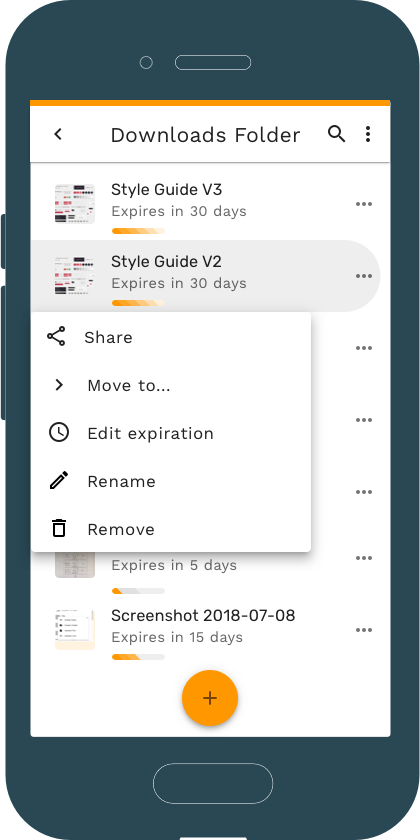 Downloads Folder
Style Guide V3
Expires in 30 days
Style Guide V2
Expires in 30 days
Share
Move to...
Edit expiration
Rename
Remove
Expires in 5 days
Screenshot 2018-07-08
Expires in 15 days